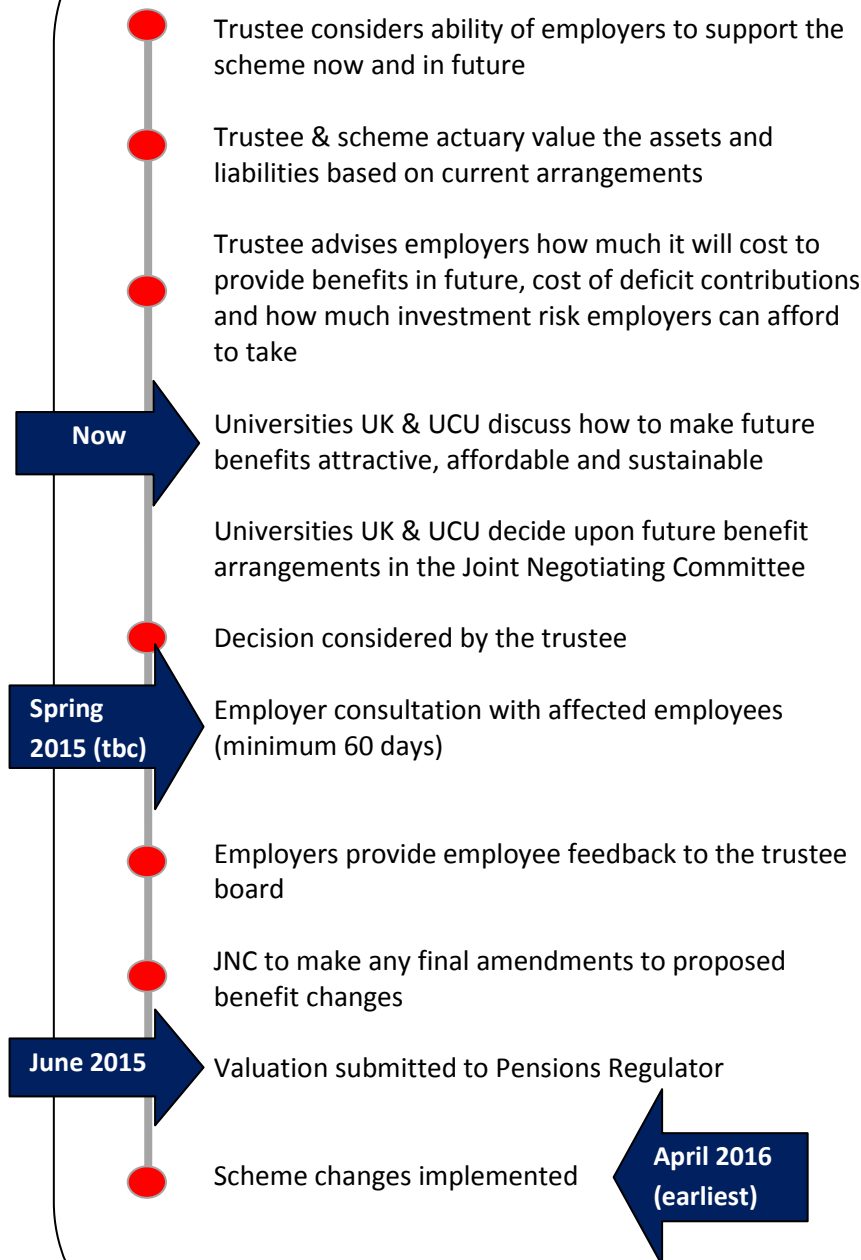 Trustee considers ability of employers to support the
scheme now and in future
Trustee & scheme actuary value the assets and
liabilities based on current arrangements
Trustee advises employers how much it will cost to
provide benefits in future, cost of deficit contributions
and how much investment risk employers can afford
to take
Now
Universities UK & UCU discuss how to make future
benefits attractive, affordable and sustainable
Universities UK & UCU decide upon future benefit
arrangements in the Joint Negotiating Committee
Decision considered by the trustee
Spring
2015 (tbc)
Employer consultation with affected employees
(minimum 60 days)
Employers provide employee feedback to the trustee
board
JNC to make any final amendments to proposed
benefit changes
June 2015
Valuation submitted to Pensions Regulator
Scheme changes implemented
April 2016
(earliest)